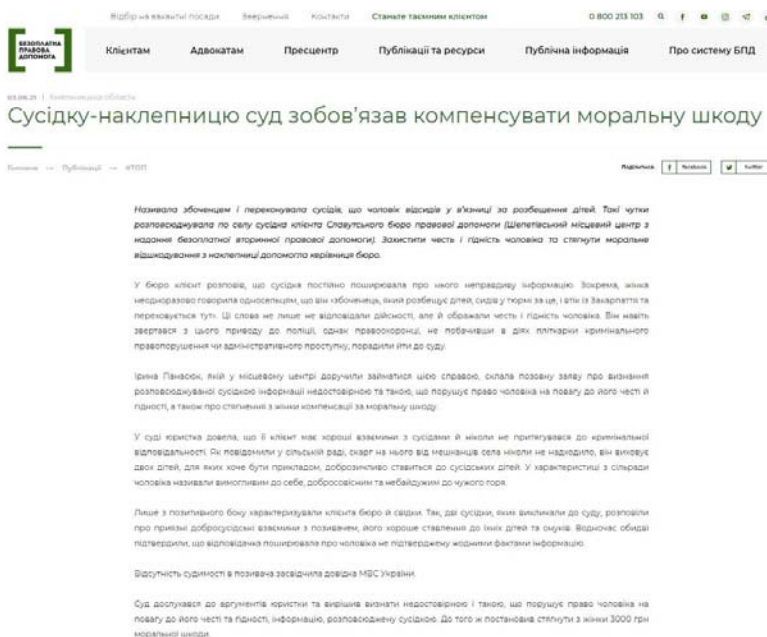 Відбір на вакантні посади Звернення Контакти Станьте таємним клієнтом 0 800 213 103
БЕЗОПЛАТНА
ПРАВОВА
ДОПОМОГА
Клієнтам Адвокатам Пресцентр Публікації та ресурси Публічна інформація Про систему БПД
03.06.21 | Хмельницька область
Сусідку-наклепницю суд зобов’язав компенсувати моральну шкоду
Головна — Публікації — #ТОП
Поділитись Facebook Twitter
Називала збоченцем і переконувала сусідів, що чоловік відсидів у в’язниці за розбещення дітей. Такі чутки
розповсюджувала по селу сусідка клієнта Славутського бюро правової допомоги (Шепетівський місцевий центр з
надання безоплатної вторинної правової допомоги). Захистити честь і гідність чоловіка та стягнути моральне
відшкодування з наклепниці допомогла керівниця бюро.
У бюро клієнт розповів, що сусідка постійно поширювала про нього неправдиву інформацію. Зокрема, жінка
неодноразово говорила односельцям, що він «збоченець, який розбещує дітей, сидів у тюрмі за це, і втік із Закарпаття та
переховується тут». Ці слова не лише не відповідали дійсності, але й ображали честь і гідність чоловіка. Він навіть
звертався з цього приводу до поліції, однак правоохоронці, не побачивши в діях пліткарки кримінального
правопорушення чи адміністративного проступку, порадили йти до суду.
Ірина Панасюк, якій у місцевому центрі доручили займатися цією справою, склала позовну заяву про визнання
розповсюджуваної сусідкою інформації недостовірною та такою, що порушує право чоловіка на повагу до його честі й
гідності, а також про стягнення з жінки компенсації за моральну шкоду.
У суді юристка довела, що її клієнт має хороші взаємини з сусідами й ніколи не притягувався до кримінальної
відповідальності. Як повідомили у сільській раді, скарг на нього від мешканців села ніколи не надходило, він виховує
двох дітей, для яких хоче бути прикладом, доброзичливо ставиться до сусідських дітей. У характеристиці з сільради
чоловіка називали вимогливим до себе, добросовісним та небайдужим до чужого горя.
Лише з позитивного боку характеризували клієнта бюро й свідки. Так, дві сусідки, яких викликали до суду, розповіли
про приязні добросусідські взаємини з позивачем, його хороше ставлення до їхніх дітей та онуків. Водночас обидві
підтвердили, що відповідачка поширювала про чоловіка не підтверджену жодними фактами інформацію.
Відсутність судимості в позивача засвідчила довідка МВС України.
Суд дослухався до аргументів юристки та вирішив визнати недостовірною і такою, що порушує право чоловіка на
повагу до його честі та гідності, інформацію, розповсюджену сусідкою. До того ж постановив стягнути з жінки 3000 грн
моральної шкоди.